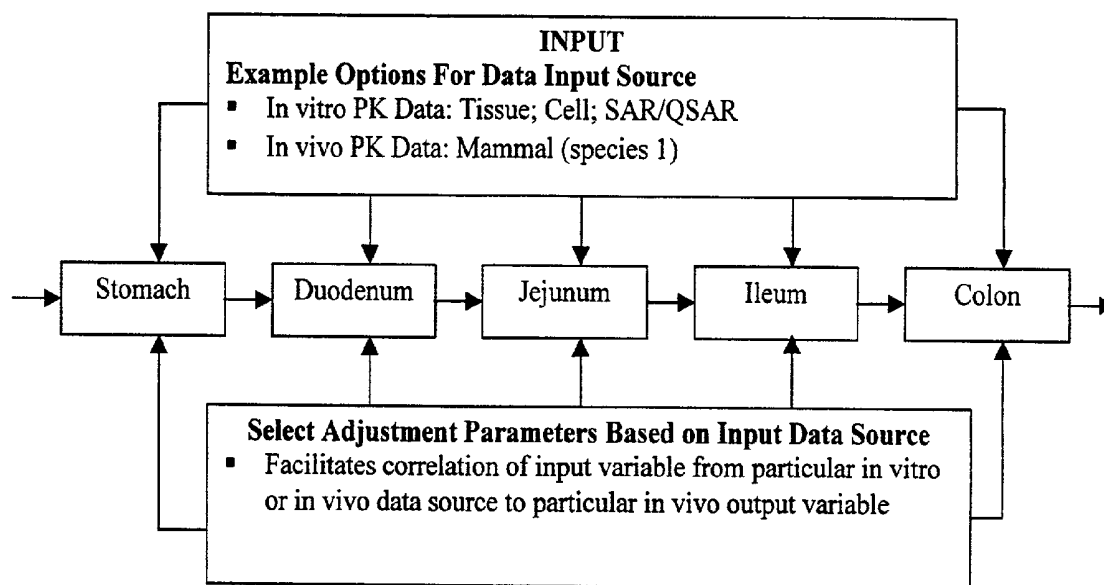 INPUT
Example Options For Data Input Source
▪ In vitro PK Data: Tissue; Cell; SAR/QSAR
▪ In vivo PK Data: Mammal (species 1)
Stomach
Duodenum
Jejunum
Ileum
Colon
Select Adjustment Parameters Based on Input Data Source
▪ Facilitates correlation of input variable from particular in vitro
or in vivo data source to particular in vivo output variable